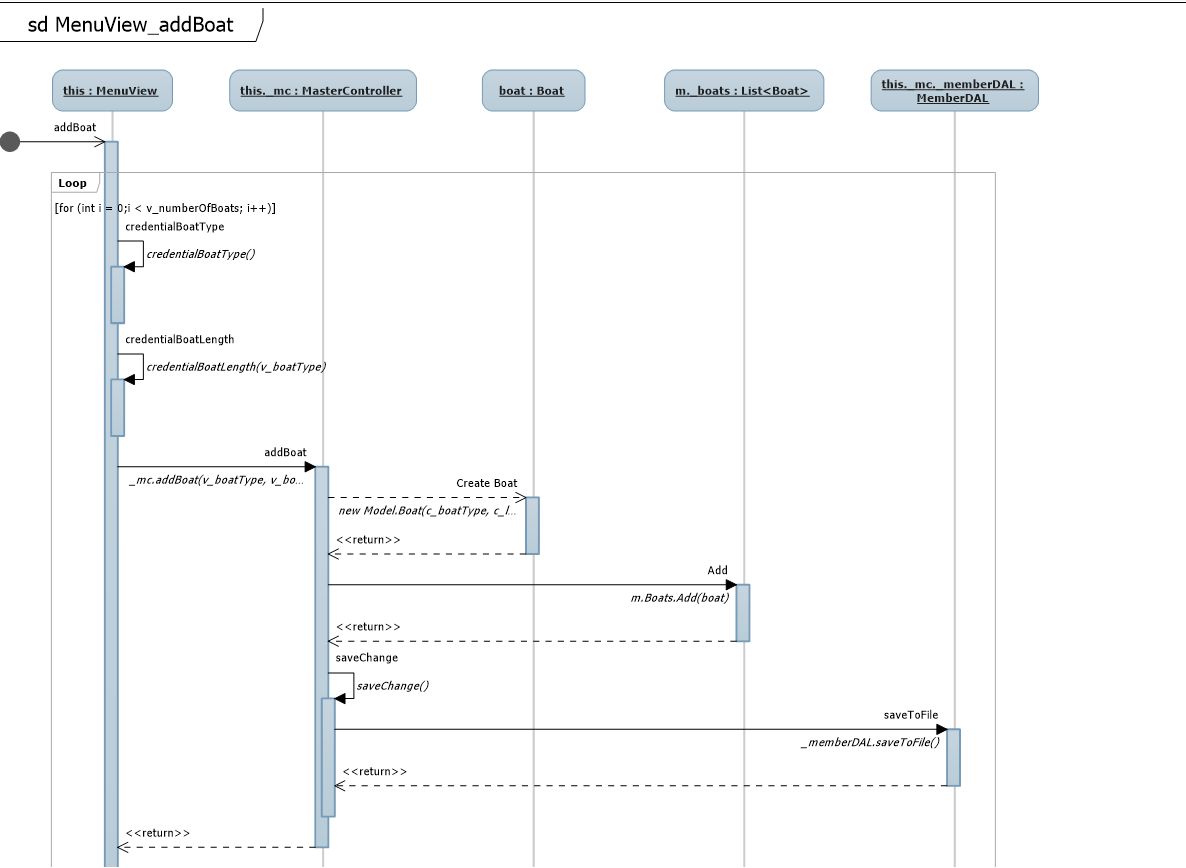 sd MenuView_addBoat
this : MenuView
this._mc : MasterController
boat : Boat
m._boats : List<Boat>
this._mc._memberDAL :
MemberDAL
addBoat
Loop
[for (int i = 0;i < v_numberOfBoats; i++)]
credentialBoatType
credentialBoatType()
credentialBoatLength
credentialBoatLength(v_boatType)
addBoat
_mc.addBoat(v_boatType, v_bo...
Create Boat
new Model.Boat(c_boatType, c_l...
<<return>>
Add
m.Boats.Add(boat)
<<return>>
saveChange
saveChange()
saveToFile
_memberDAL.saveToFile()
<<return>>
<<return>>